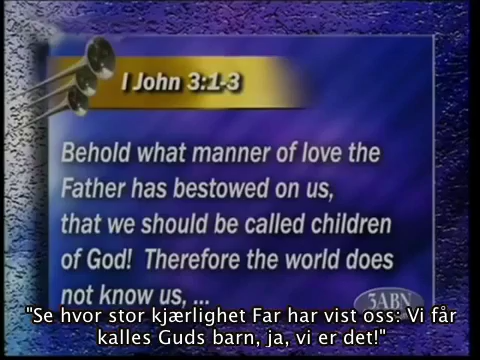 I John 3:1-3
Behold what manner of love the
Father has bestowed on us,
that we should be called children
of God! Therefore the world does
not know us, ...
3ABN
"Se hvor stor kjærlighet Far har vist oss: Vi får
kalles Guds barn, ja, vi er det!"